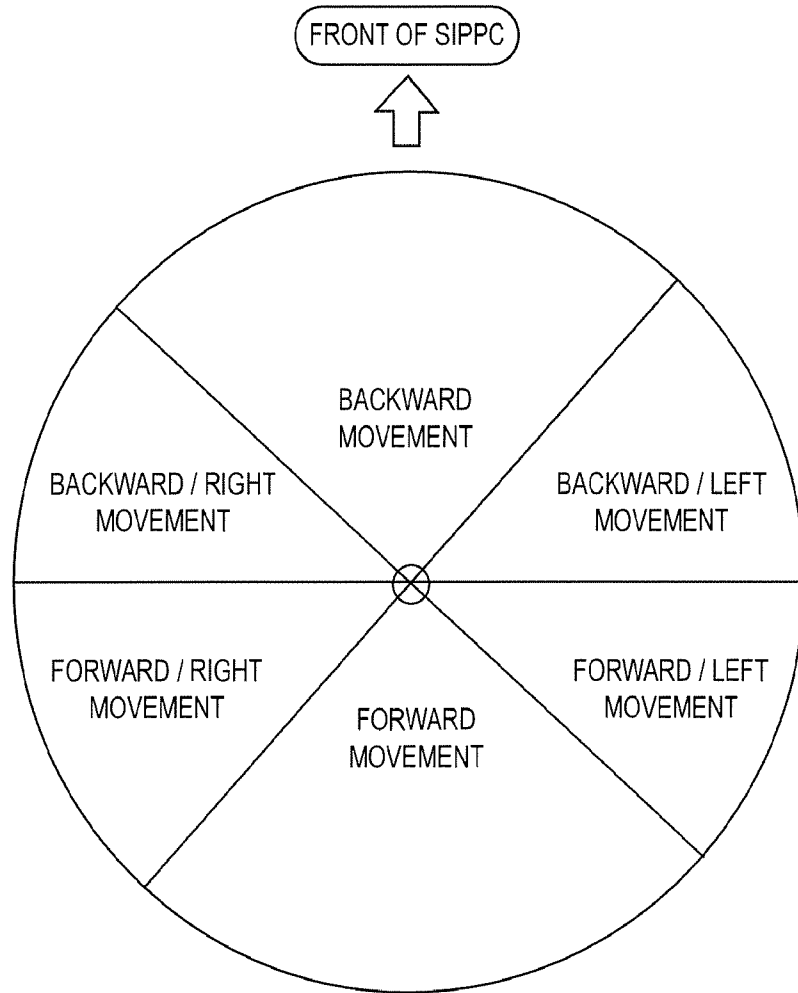 FRONT OF SIPPC
BACKWARD
MOVEMENT
BACKWARD / RIGHT
MOVEMENT
BACKWARD / LEFT
MOVEMENT
FORWARD / RIGHT
MOVEMENT
FORWARD
MOVEMENT
FORWARD / LEFT
MOVEMENT